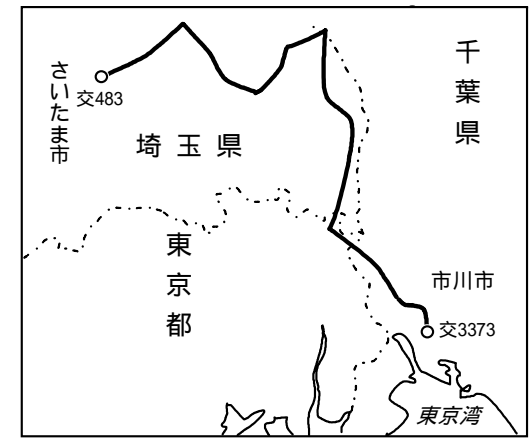 千葉県
さいたま市
交483
埼玉県
東京都
市川市
交3373
東京湾